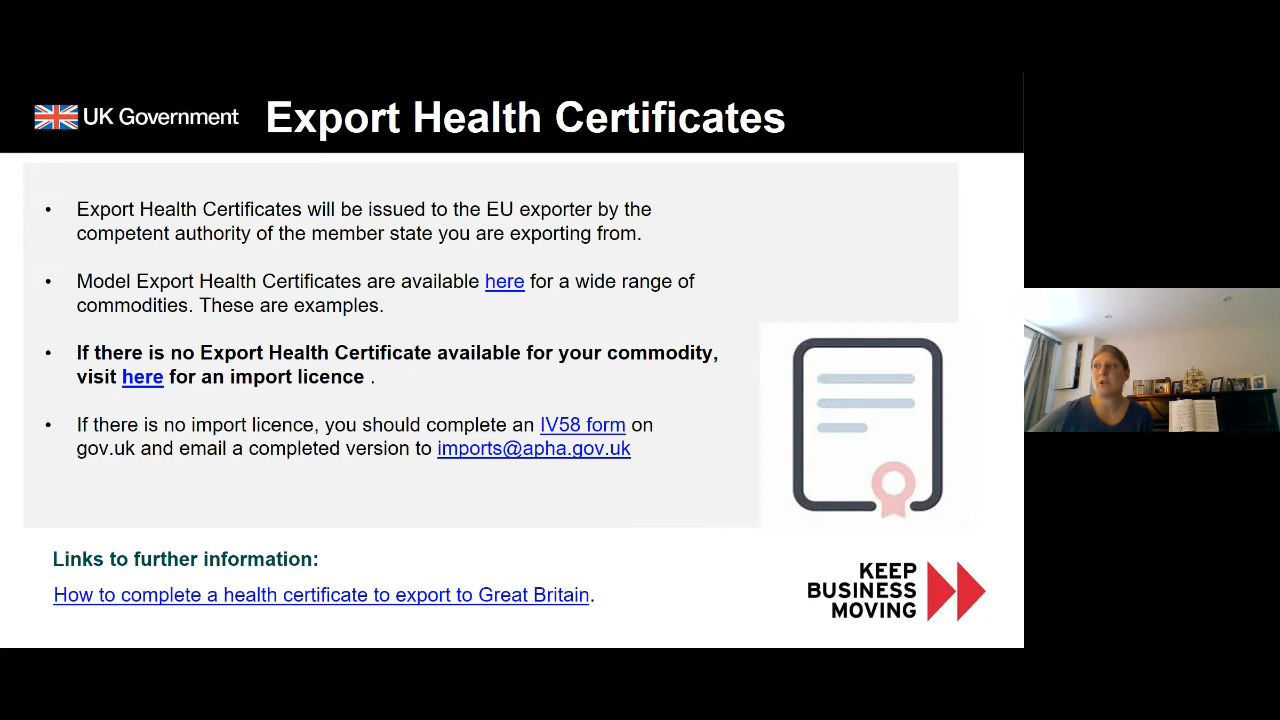 UK Government
Export Health Certificates
• Export Health Certificates will be issued to the EU exporter by the
competent authority of the member state you are exporting from.
• Model Export Health Certificates are available here for a wide range of
commodities. These are examples.
• If there is no Export Health Certificate available for your commodity,
visit here for an import licence .
• If there is no import licence, you should complete an IV58 form on
gov.uk and email a completed version to imports@apha.gov.uk
Links to further information:
How to complete a health certificate to export to Great Britain.
KEEP
BUSINESS
MOVING